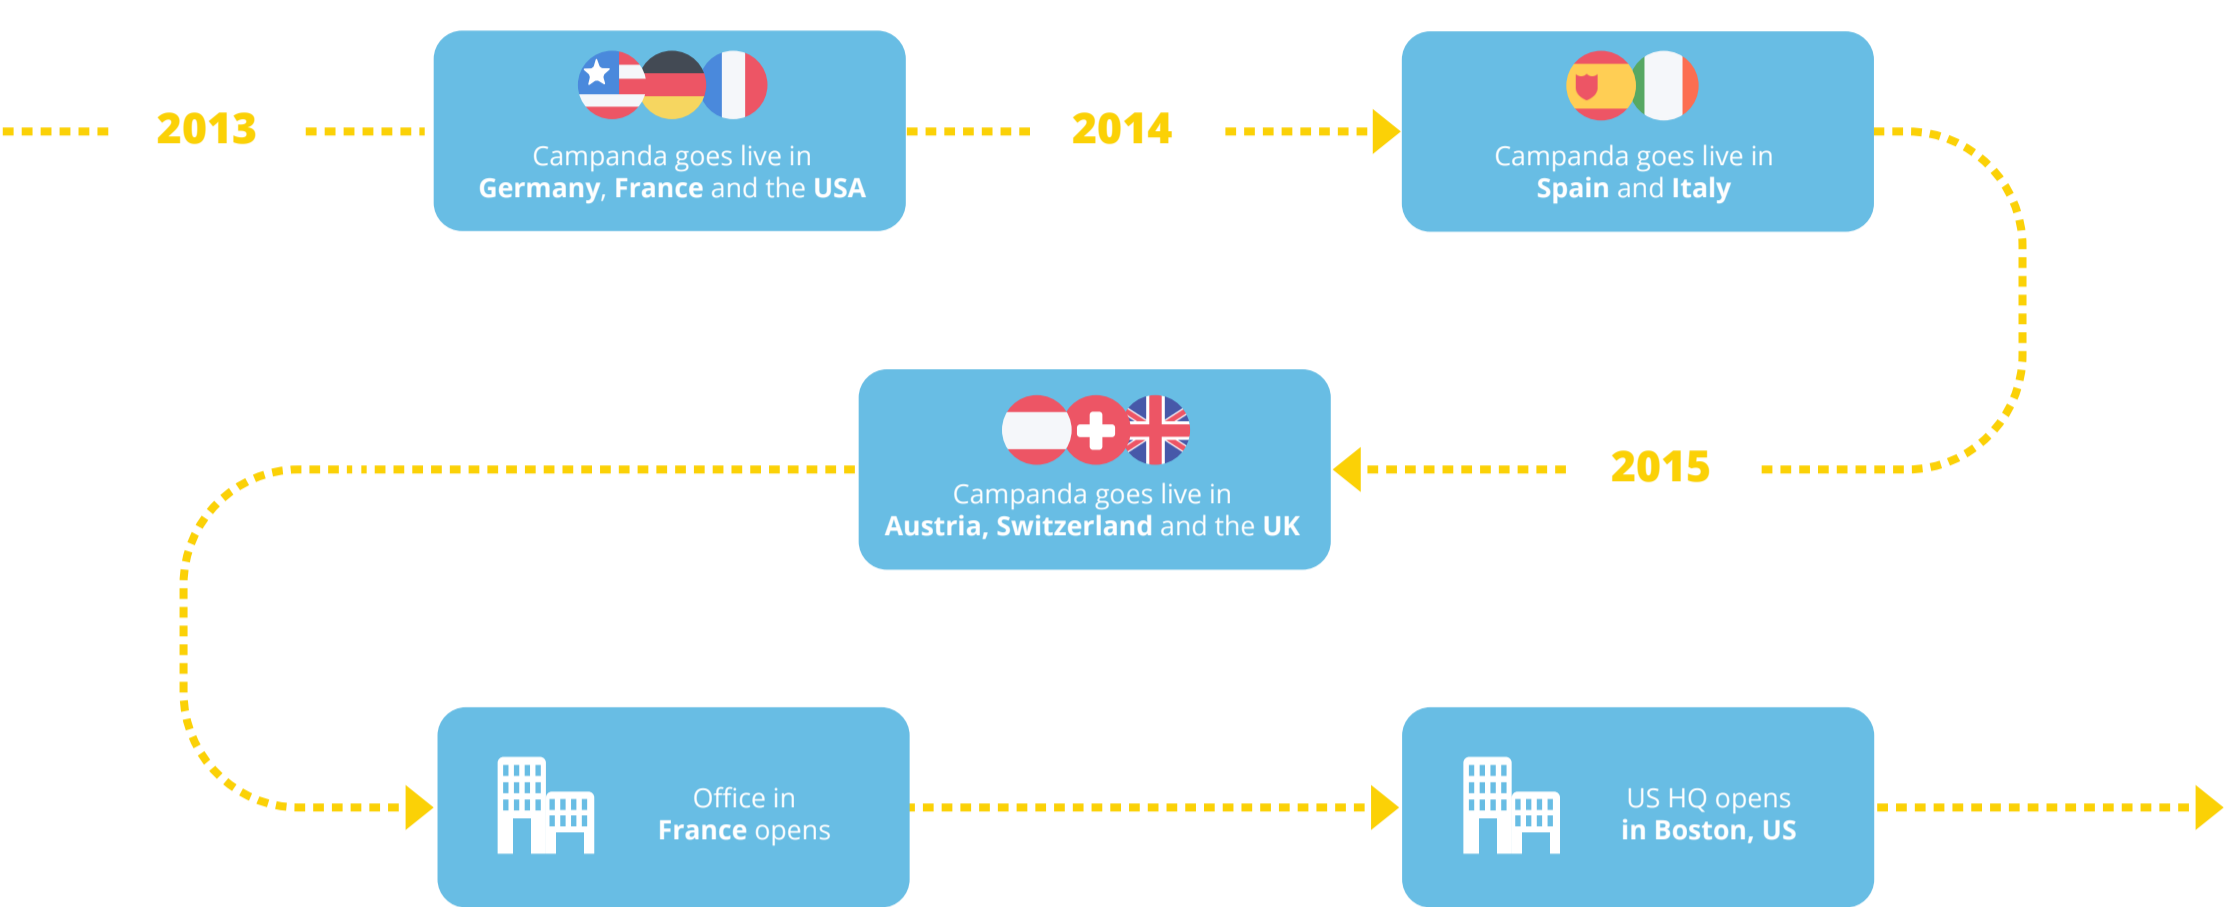 2013
Campanda goes live in
Germany, France and the USA
2014
Campanda goes live in
Spain and Italy
2015
Campanda goes live in
Austria, Switzerland and the UK
Office in
France opens
US HQ opens
in Boston, US